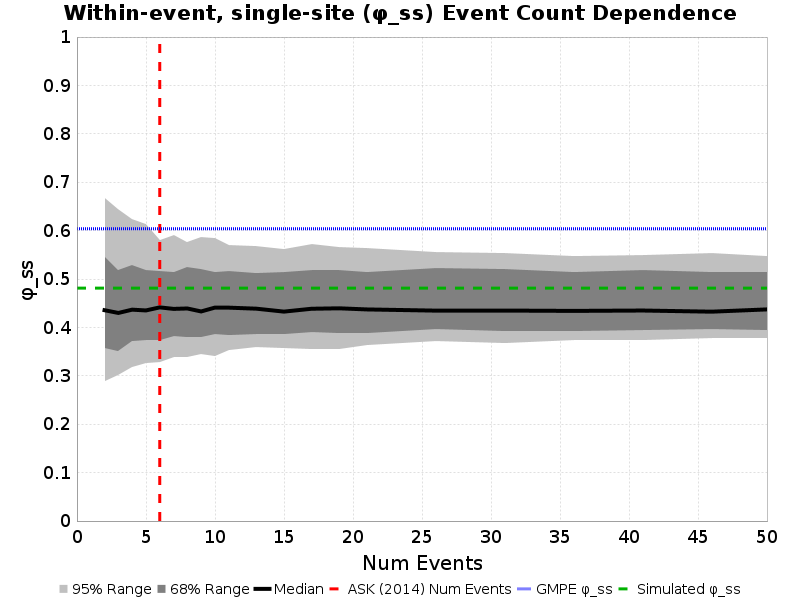 Within-event, single-site (φ_ss) Event Count Dependence
1
0.9
0.8
0.7
0.6
0.5
0.4
0.3
0.2
0.1
0
φ_ss
0 5 10 15 20 25 30 35 40 45 50
Num Events
95% Range 68% Range Median ASK (2014) Num Events GMPE φ_ss Simulated φ_ss